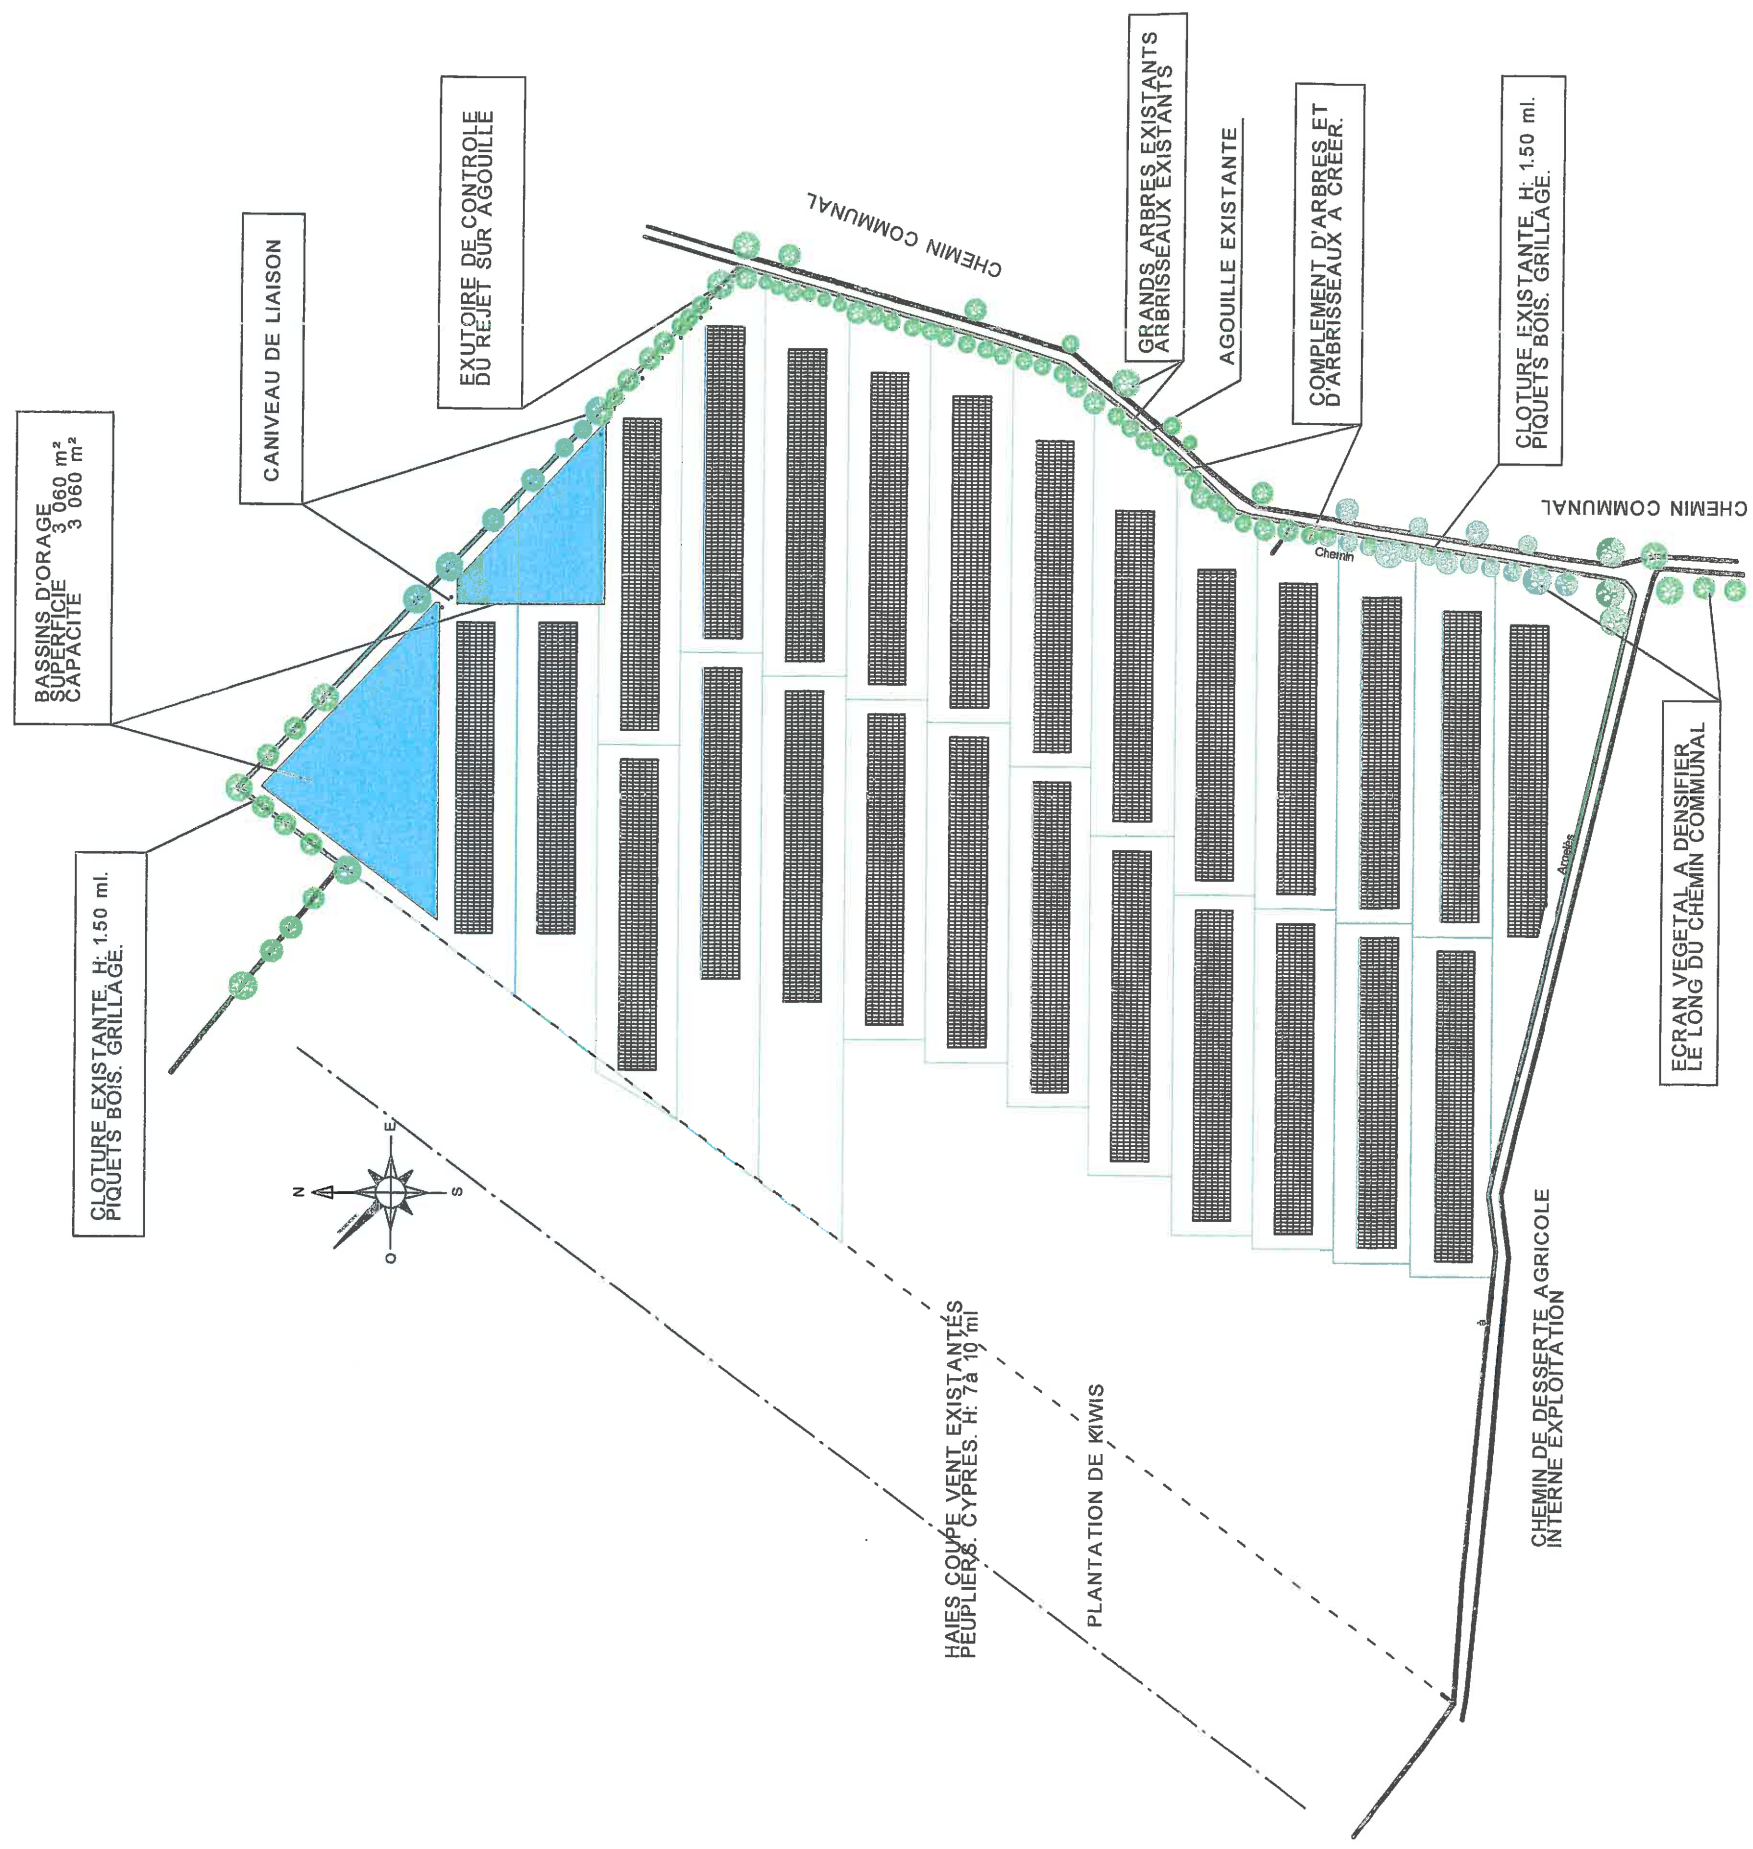 BASSINS D'ORAGE
SUPERFICIE 3 060 m²
CAPACITE 3 060 m²
CANIVEAU DE LIAISON
EXUTOIRE DE CONTROLE
DU REJET SUR AGOUILLE
CHEMIN COMMUNAL
GRANDS ARBRES EXISTANTS
ARBRISSEAUX EXISTANTS
AGOUILLE EXISTANTE
COMPLEMENT D'ARBRES ET
D'ARBRISSEAUX A CREER.
CLOTURE EXISTANTE. H: 1.50 ml.
PIQUETS BOIS. GRILLAGE.
CHEMIN COMMUNAL
Chemin
CLOTURE EXISTANTE. H: 1.50 ml.
PIQUETS BOIS. GRILLAGE.
N
E
S
O
ECRAN VEGETAL A DENSIFIER
LE LONG DU CHEMIN COMMUNAL
Argelès
à
HAIES COUPE VENT EXISTANTES
PEUPLIERS. CYPRES. H: 7à 10 ml
PLANTATION DE KIWIS
CHEMIN DE DESSERTE AGRICOLE
INTERNE EXPLOITATION